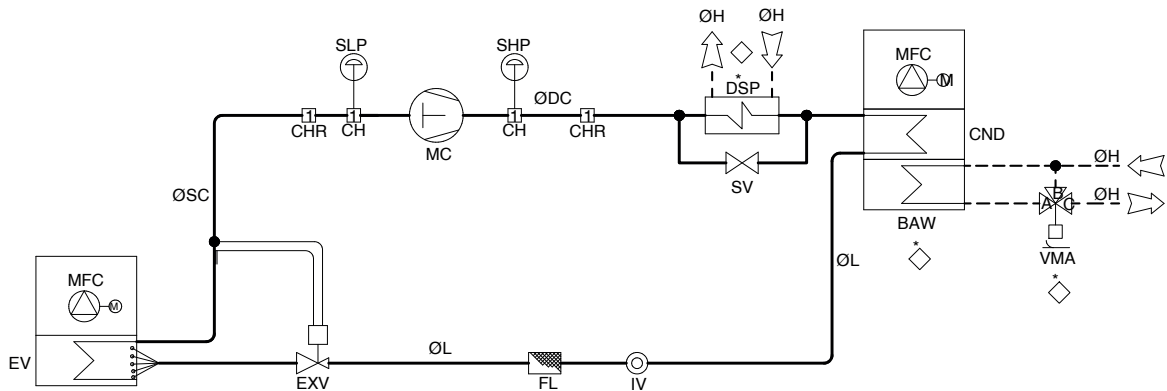 ØH
ØH
SLP
SHP
MFC
M
*
DSP
ØDC
1
1
1
1
CHR
CH
CH
CHR
MC
CND
SV
ØH
ØSC
B
A
C
ØH
BAW
VMA
*
*
ØL
MFC
M
EV
ØL
EXV
FL
IV